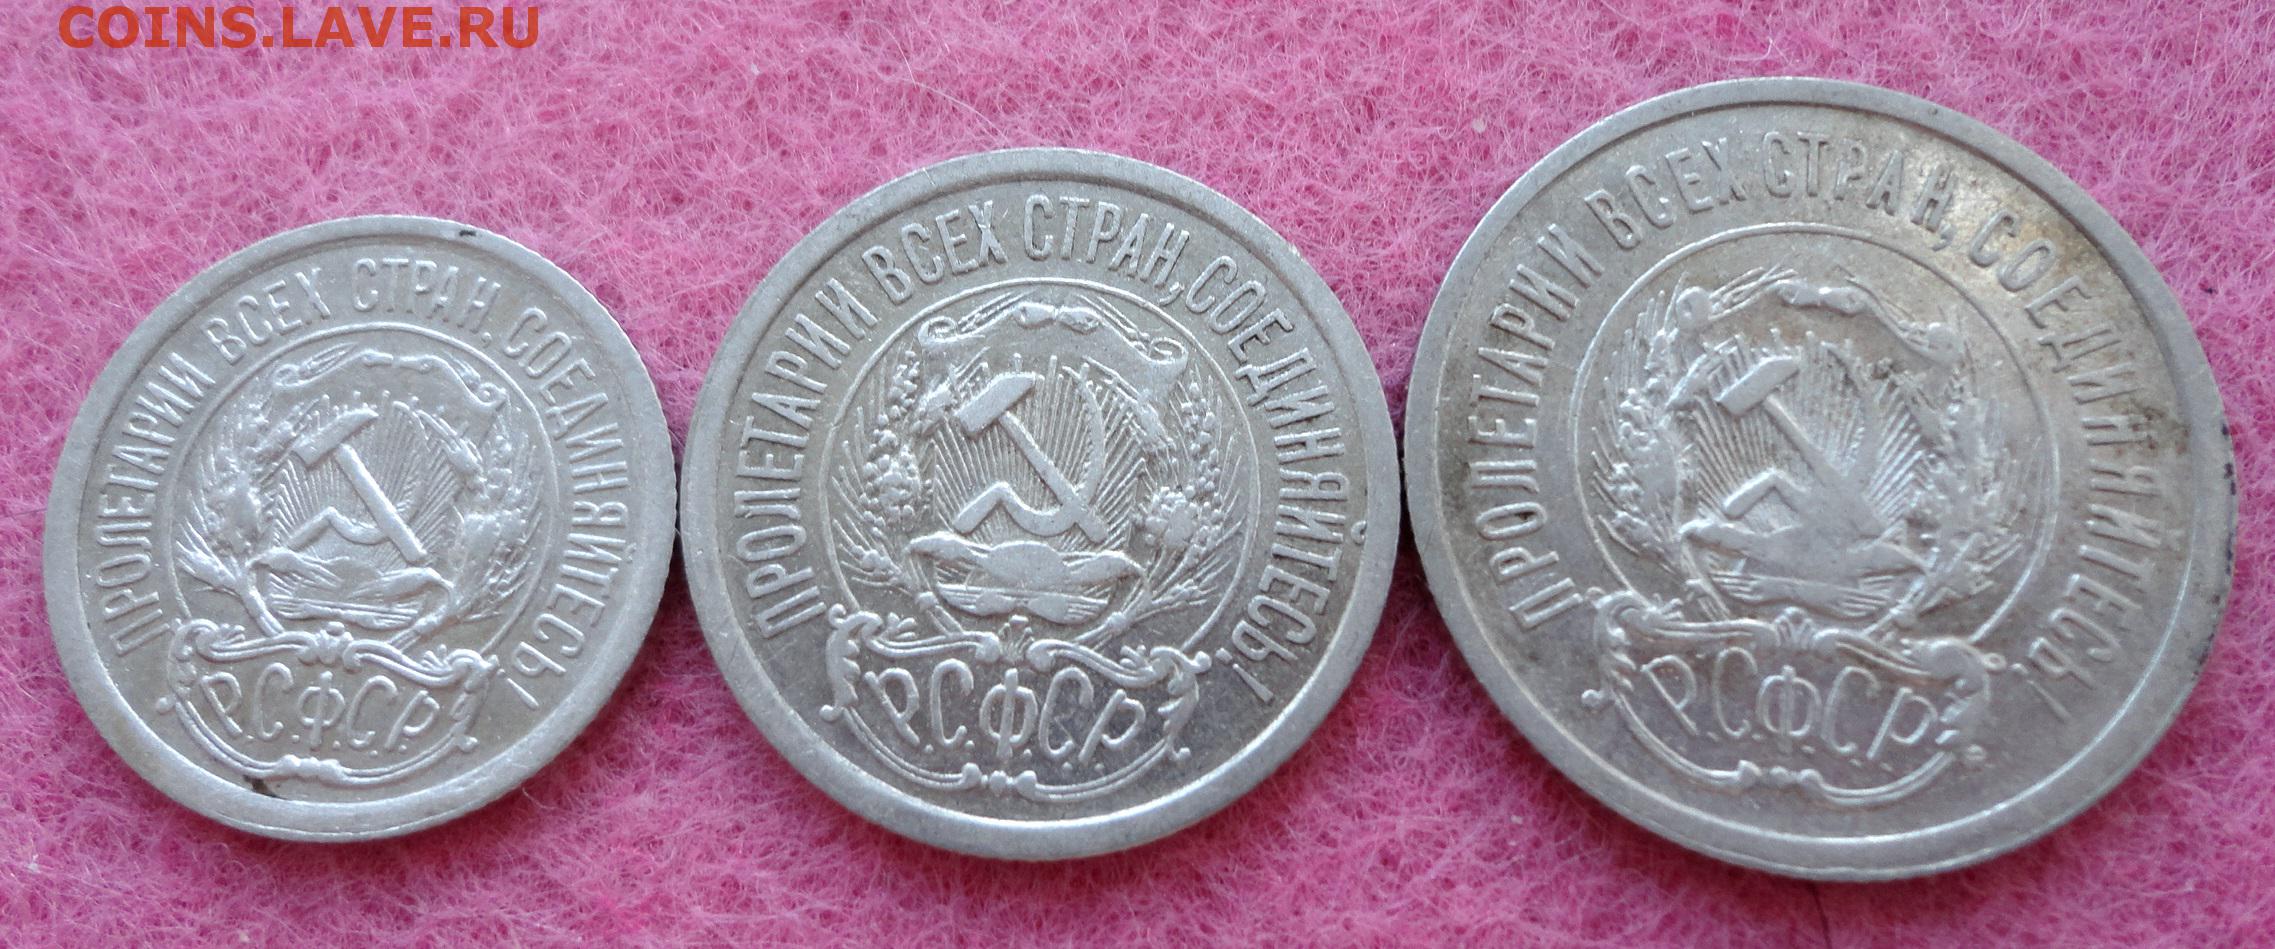 COINS.LAVE.RU
ПРОЛЕТАРИИ ВСЕХ СТРАН, СОЕДИНЯЙТЕСЬ!
Р.С.Ф.С.Р.
ПРОЛЕТАРИИ ВСЕХ СТРАН, СОЕДИНЯЙТЕСЬ!
Р.С.Ф.С.Р.
ПРОЛЕТАРИИ ВСЕХ СТРАН, СОЕДИНЯЙТЕСЬ!
Р.С.Ф.С.Р.